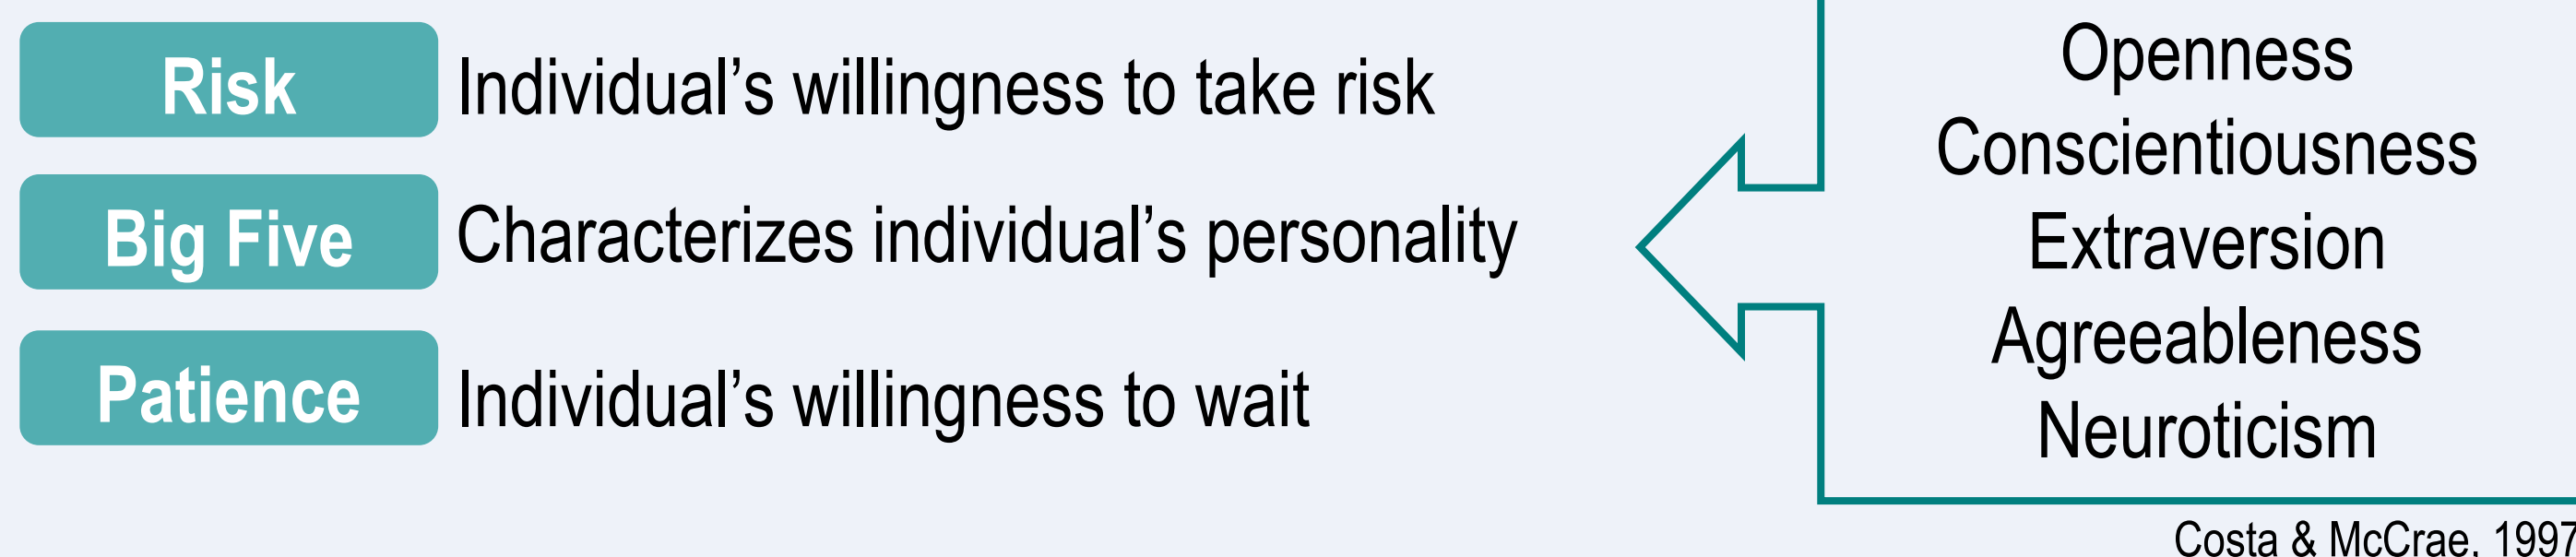 Risk
Individual's willingness to take risk
Big Five
Characterizes individual's personality
Patience
Individual's willingness to wait
Openness
Conscientiousness
Extraversion
Agreeableness
Neuroticism
Costa & McCrae, 1997